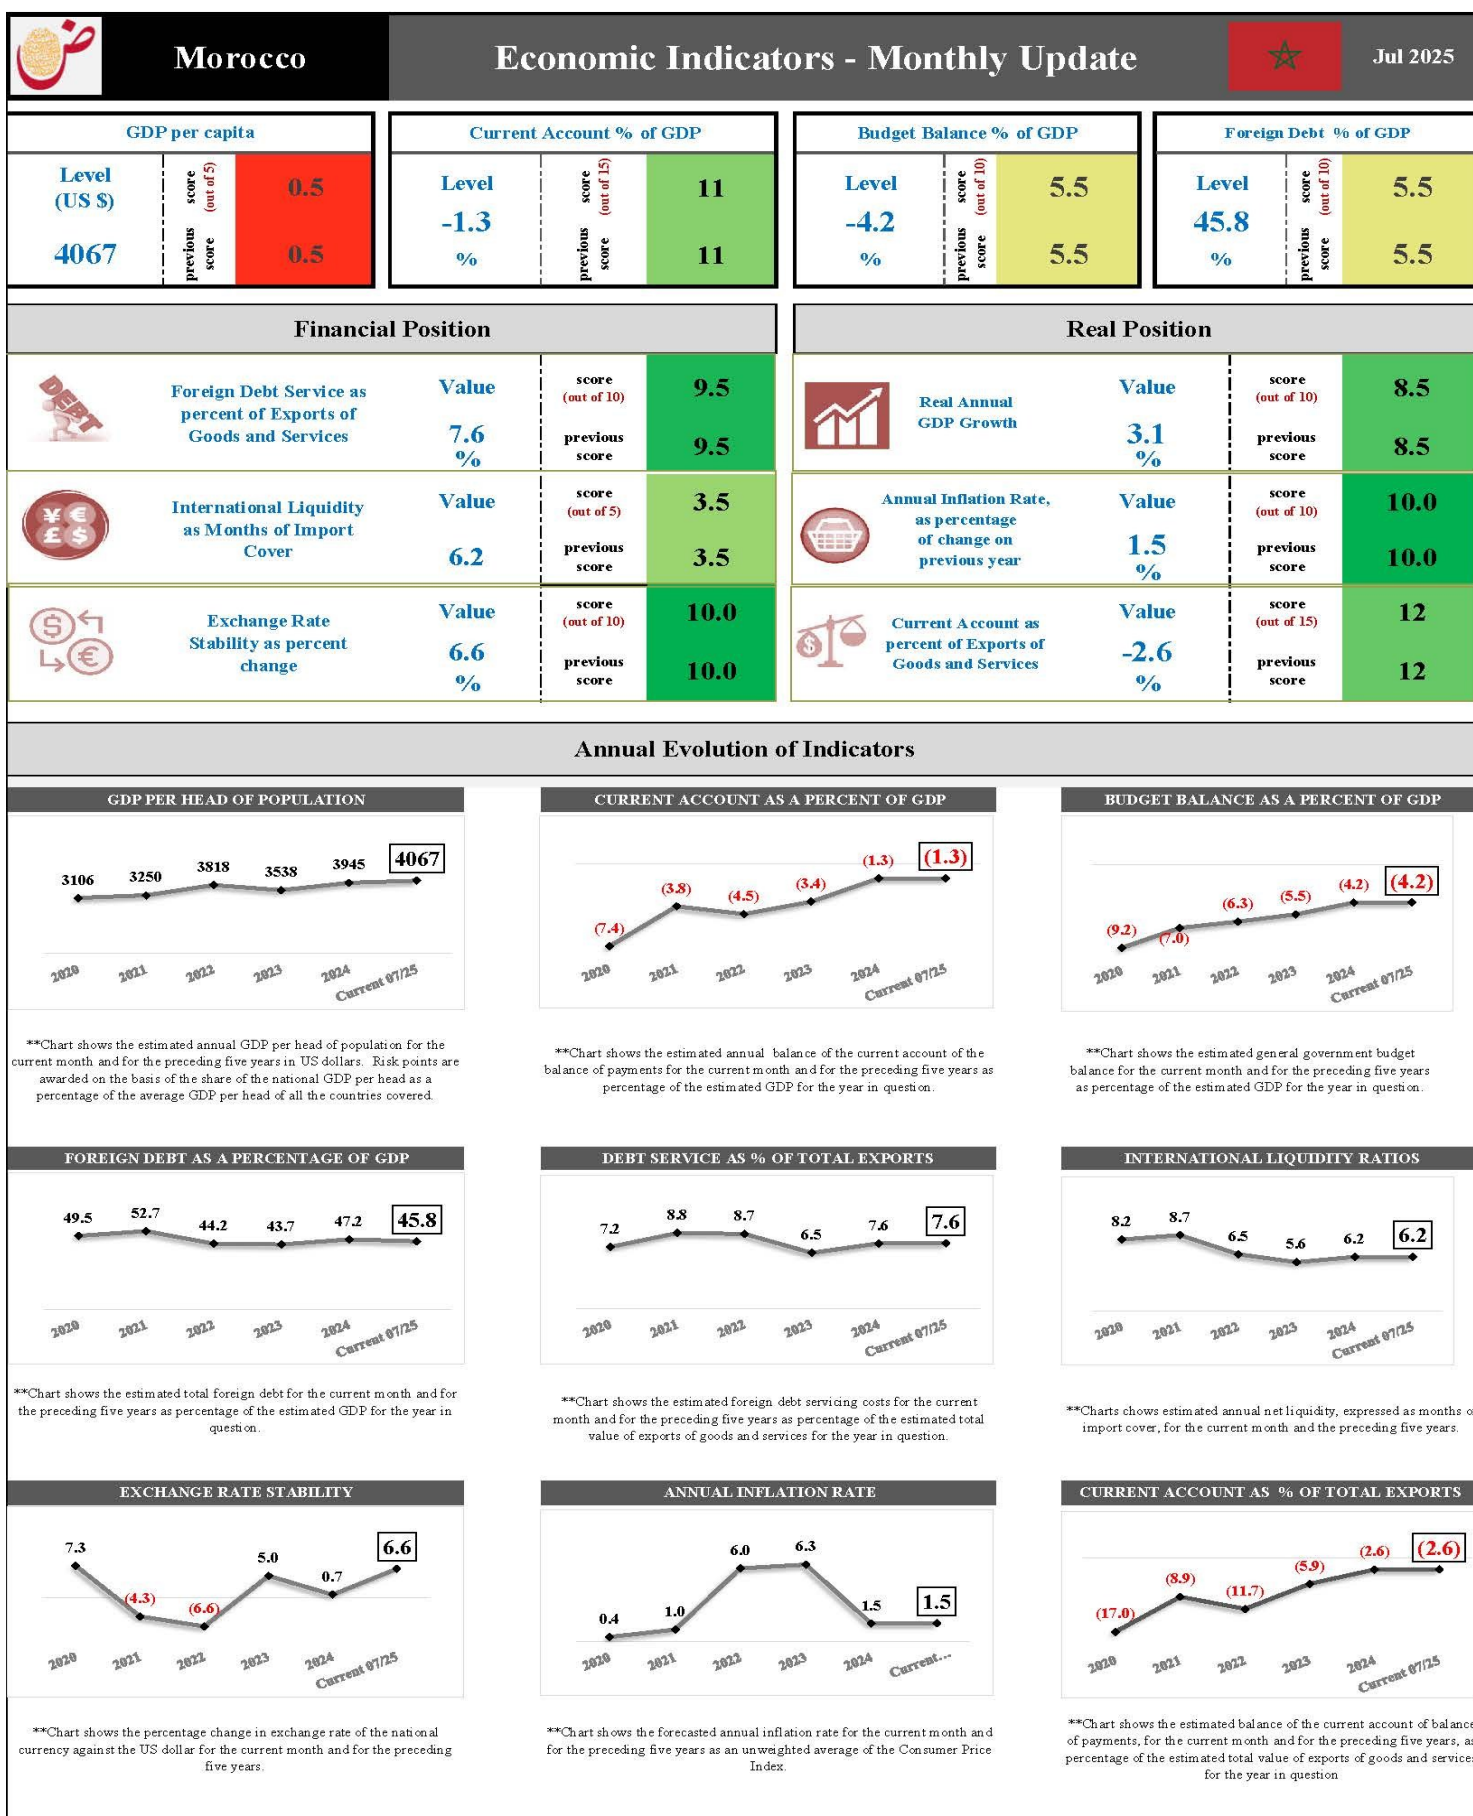 ض
Morocco
Economic Indicators - Monthly Update
Jul 2025
GDP per capita
Level
(US $)
4067
score
(out of 5)
previous
score
0.5
0.5
Current Account % of GDP
Level
-1.3
%
score
(out of 15)
previous
score
11
11
Budget Balance % of GDP
Level
-4.2
%
score
(out of 10)
previous
score
5.5
5.5
Foreign Debt % of GDP
Level
45.8
%
score
(out of 10)
previous
score
5.5
5.5
Financial Position
DEBT
Foreign Debt Service as
percent of Exports of
Goods and Services
Value
7.6
%
score
(out of 10)
previous
score
9.5
9.5
¥ €
£ $
International Liquidity
as Months of Import
Cover
Value
6.2
score
(out of 5)
previous
score
3.5
3.5
$
€
Exchange Rate
Stability as percent
change
Value
6.6
%
score
(out of 10)
previous
score
10.0
10.0
Real Position
Real Annual
GDP Growth
Value
3.1
%
score
(out of 10)
previous
score
8.5
8.5
Annual Inflation Rate,
as percentage
of change on
previous year
Value
1.5
%
score
(out of 10)
previous
score
10.0
10.0
$
Current Account as
percent of Exports of
Goods and Services
Value
-2.6
%
score
(out of 15)
previous
score
12
12
Annual Evolution of Indicators
GDP PER HEAD OF POPULATION
3106 3250 3818 3538 3945 4067
2020 2021 2022 2023 2024 Current 07/25
**Chart shows the estimated annual GDP per head of population for the
current month and for the preceding five years in US dollars. Risk points are
awarded on the basis of the share of the national GDP per head as a
percentage of the average GDP per head of all the countries covered.
CURRENT ACCOUNT AS A PERCENT OF GDP
(7.4) (3.8) (4.5) (3.4) (1.3) (1.3)
2020 2021 2022 2023 2024 Current 07/25
**Chart shows the estimated annual balance of the current account of the
balance of payments for the current month and for the preceding five years as
percentage of the estimated GDP for the year in question.
BUDGET BALANCE AS A PERCENT OF GDP
(9.2) (7.0) (6.3) (5.5) (4.2) (4.2)
2020 2021 2022 2023 2024 Current 07/25
**Chart shows the estimated general government budget
balance for the current month and for the preceding five years
as percentage of the estimated GDP for the year in question.
FOREIGN DEBT AS A PERCENTAGE OF GDP
49.5 52.7 44.2 43.7 47.2 45.8
2020 2021 2022 2023 2024 Current 07/25
**Chart shows the estimated total foreign debt for the current month and for
the preceding five years as percentage of the estimated GDP for the year in
question.
DEBT SERVICE AS % OF TOTAL EXPORTS
7.2 8.8 8.7 6.5 7.6 7.6
2020 2021 2022 2023 2024 Current 07/25
**Chart shows the estimated foreign debt servicing costs for the current
month and for the preceding five years as percentage of the estimated total
value of exports of goods and services for the year in question.
INTERNATIONAL LIQUIDITY RATIOS
8.2 8.7 6.5 5.6 6.2 6.2
2020 2021 2022 2023 2024 Current 07/25
**Charts shows estimated annual net liquidity, expressed as months o
import cover, for the current month and the preceding five years.
EXCHANGE RATE STABILITY
7.3 (4.3) (6.6) 5.0 0.7 6.6
2020 2021 2022 2023 2024 Current 07/25
**Chart shows the percentage change in exchange rate of the national
currency against the US dollar for the current month and for the preceding
five years.
ANNUAL INFLATION RATE
0.4 1.0 6.0 6.3 1.5 1.5
2020 2021 2022 2023 2024 Current...
**Chart shows the forecasted annual inflation rate for the current month and
for the preceding five years as an unweighted average of the Consumer Price
Index.
CURRENT ACCOUNT AS % OF TOTAL EXPORTS
(17.0) (8.9) (11.7) (5.9) (2.6) (2.6)
2020 2021 2022 2023 2024 Current 07/25
**Chart shows the estimated balance of the current account of balance
of payments, for the current month and for the preceding five years, as
percentage of the estimated total value of exports of goods and services
for the year in question